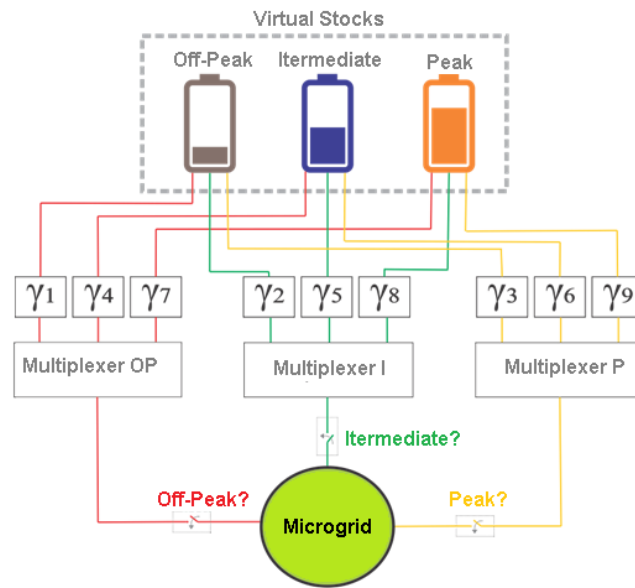 Virtual Stocks
Off-Peak Itermediate Peak
γ1 γ4 γ7 γ2 γ5 γ8 γ3 γ6 γ9
Multiplexer OP Multiplexer I Multiplexer P
Itermediate?
Off-Peak? Peak?
Microgrid